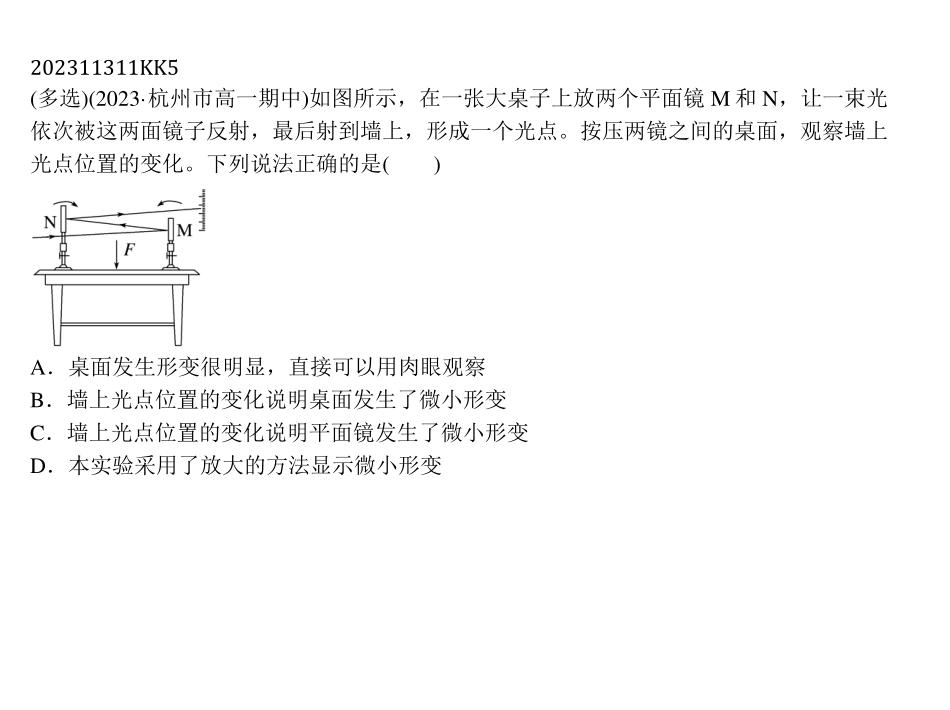 202311311KK5
(多选)(2023·杭州市高一期中)如图所示，在一张大桌子上放两个平面镜 M 和 N，让一束光
依次被这两面镜子反射，最后射到墙上，形成一个光点。按压两镜之间的桌面，观察墙上
光点位置的变化。下列说法正确的是(　　)
N
M
F
A．桌面发生形变很明显，直接可以用肉眼观察
B．墙上光点位置的变化说明桌面发生了微小形变
C．墙上光点位置的变化说明平面镜发生了微小形变
D．本实验采用了放大的方法显示微小形变